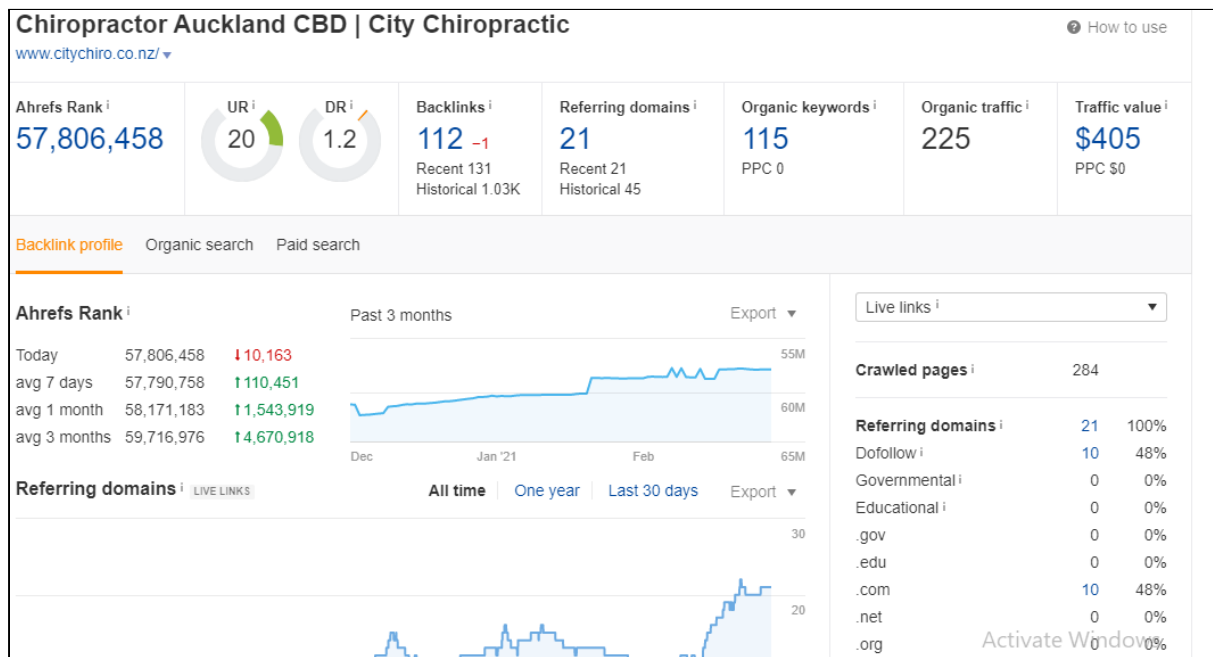 Chiropractor Auckland CBD | City Chiropractic
How to use
www.citychiro.co.nz/
Ahrefs Rank i
57,806,458
UR i
20
DR i
1.2
Backlinks i
112 -1
Recent 131
Historical 1.03K
Referring domains i
21
Recent 21
Historical 45
Organic keywords i
115
PPC 0
Organic traffic i
225
Traffic value i
$405
PPC $0
Backlink profile Organic search Paid search
Ahrefs Rank i
Today 57,806,458 ↓10,163
avg 7 days 57,790,758 ↑110,451
avg 1 month 58,171,183 ↑1,543,919
avg 3 months 59,716,976 ↑4,670,918
Past 3 months Export
55M
60M
65M
Dec Jan '21 Feb
Referring domains i LIVE LINKS
All time One year Last 30 days Export
30
20
Live links i
Crawled pages i 284
Referring domains i 21 100%
Dofollow i 10 48%
Governmental i 0 0%
Educational i 0 0%
.gov 0 0%
.edu 0 0%
.com 10 48%
.net 0 0%
.org 0 0%
Activate Windows